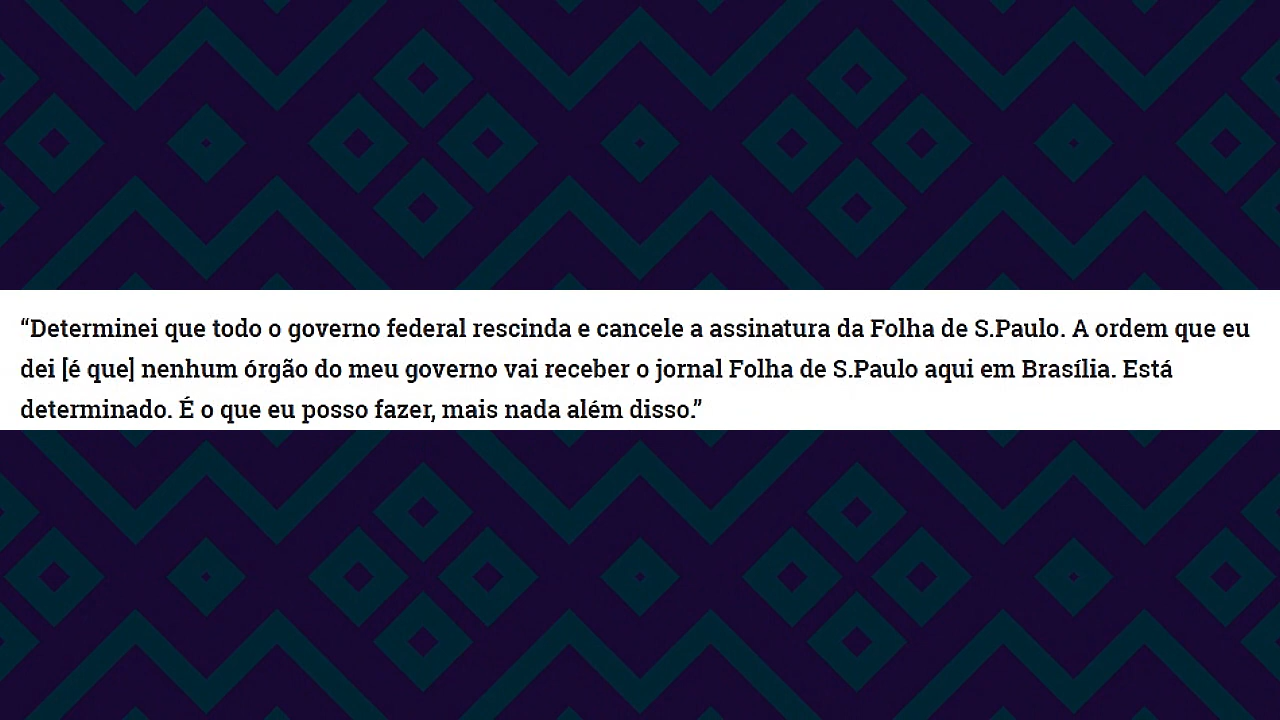 “Determinei que todo o governo federal rescinda e cancele a assinatura da Folha de S.Paulo. A ordem que eu
dei [é que] nenhum órgão do meu governo vai receber o jornal Folha de S.Paulo aqui em Brasília. Está
determinado. É o que eu posso fazer, mais nada além disso.”